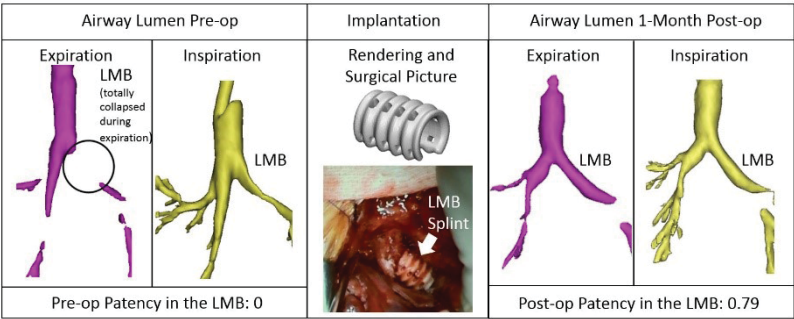 Airway Lumen Pre-op
Implantation
Airway Lumen 1-Month Post-op
Expiration
LMB
(totally
collapsed
during
expiration)
Inspiration
LMB
Rendering and
Surgical Picture
LMB
Splint
Expiration
LMB
Inspiration
LMB
Pre-op Patency in the LMB: 0
Post-op Patency in the LMB: 0.79